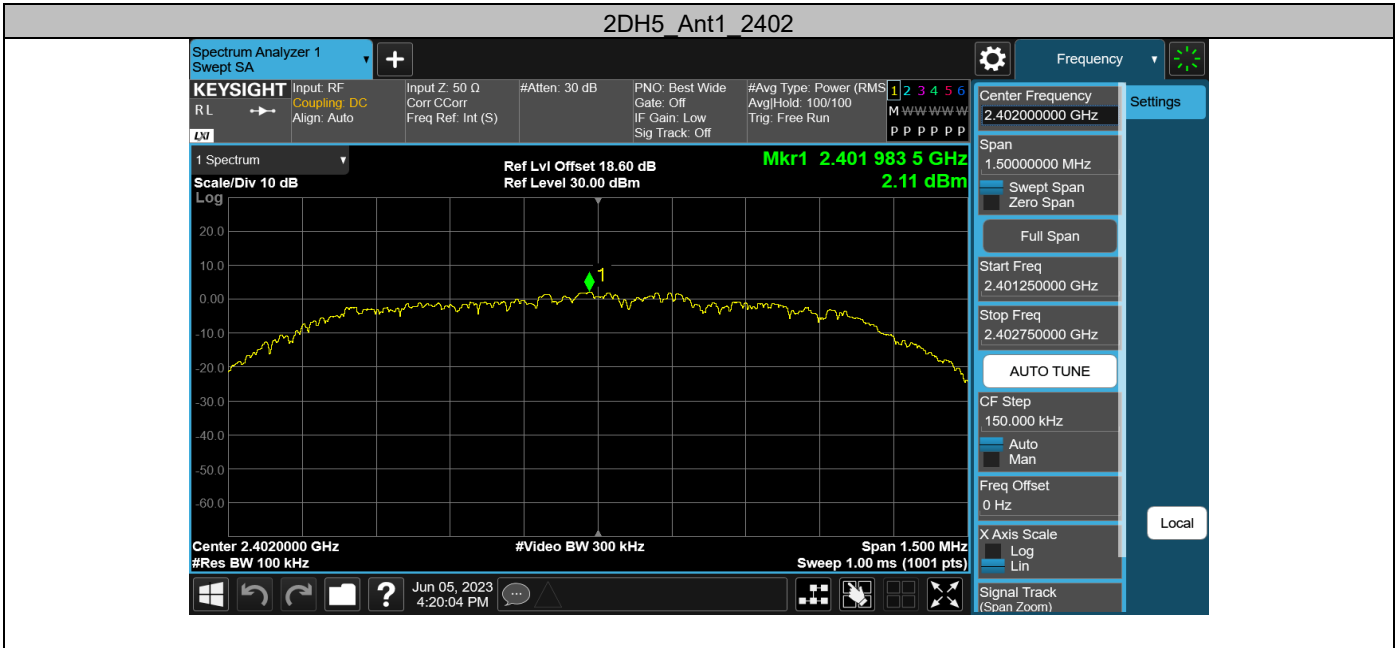 2DH5_Ant1_2402
Spectrum Analyzer 1
Swept SA
Frequency
KEYSIGHT
RL
LXI
Input: RF
Coupling: DC
Align: Auto
Input Z: 50 Ω
Corr CCorr
Freq Ref: Int (S)
#Atten: 30 dB
PNO: Best Wide
Gate: Off
IF Gain: Low
Sig Track: Off
#Avg Type: Power (RMS
Avg|Hold: 100/100
Trig: Free Run
1 2 3 4 5 6
M W W W W W
P P P P P P
1 Spectrum
Scale/Div 10 dB
Ref Lvl Offset 18.60 dB
Ref Level 30.00 dBm
Mkr1 2.401 983 5 GHz
2.11 dBm
Log
20.0
10.0
0.00
-10.0
-20.0
-30.0
-40.0
-50.0
-60.0
1
Center 2.4020000 GHz
#Res BW 100 kHz
#Video BW 300 kHz
Span 1.500 MHz
Sweep 1.00 ms (1001 pts)
?
Jun 05, 2023
4:20:04 PM
Center Frequency
2.402000000 GHz
Span
1.50000000 MHz
Swept Span
Zero Span
Full Span
Start Freq
2.401250000 GHz
Stop Freq
2.402750000 GHz
AUTO TUNE
CF Step
150.000 kHz
Auto
Man
Freq Offset
0 Hz
X Axis Scale
Log
Lin
Signal Track
(Span Zoom)
Settings
Local